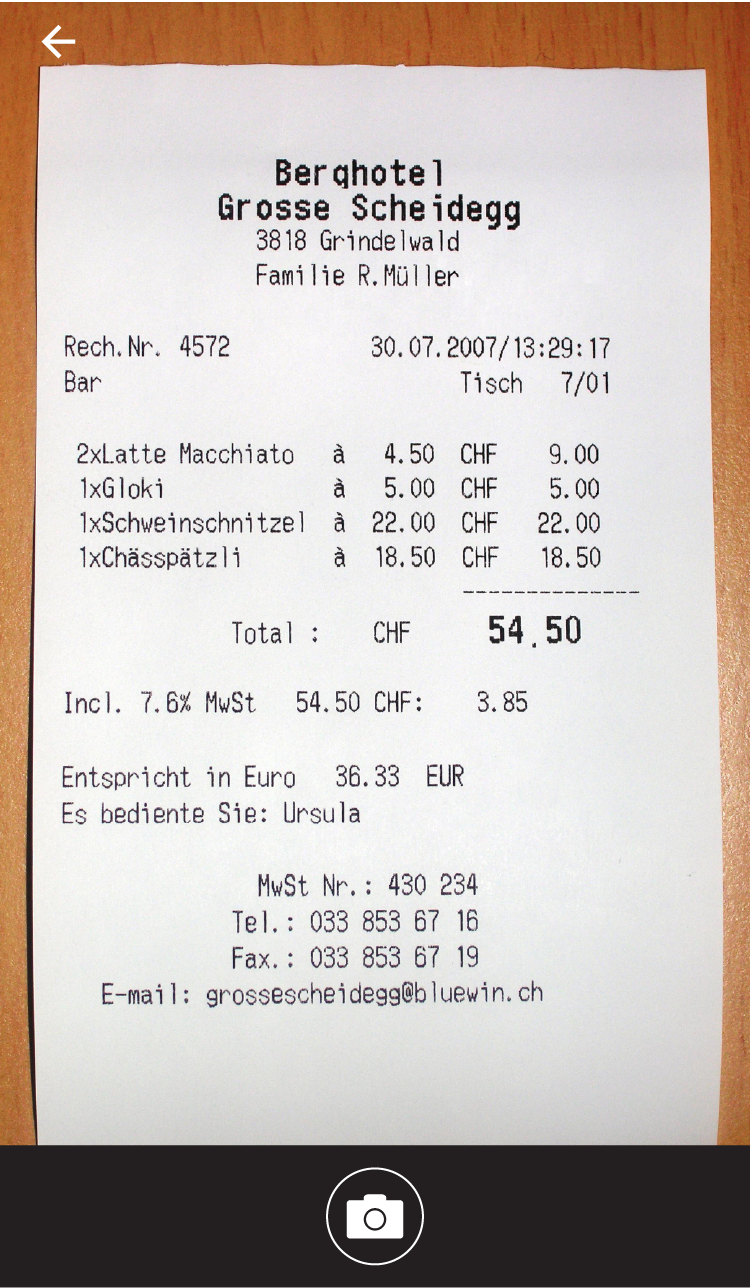 Berghotel
Grosse Scheidegg
3818 Grindelwald
Familie R.Müller
Rech.Nr. 4572 30.07.2007/13:29:17
Bar Tisch 7/01
2xLatte Macchiato à 4.50 CHF 9.00
1xGloki à 5.00 CHF 5.00
1xSchweinschnitzel à 22.00 CHF 22.00
1xChässpätzli à 18.50 CHF 18.50
--------------
Total : CHF 54.50
Incl. 7.6% MwSt 54.50 CHF: 3.85
Entspricht in Euro 36.33 EUR
Es bediente Sie: Ursula
MwSt Nr.: 430 234
Tel.: 033 853 67 16
Fax.: 033 853 67 19
E-mail: grossescheidegg@bluewin.ch